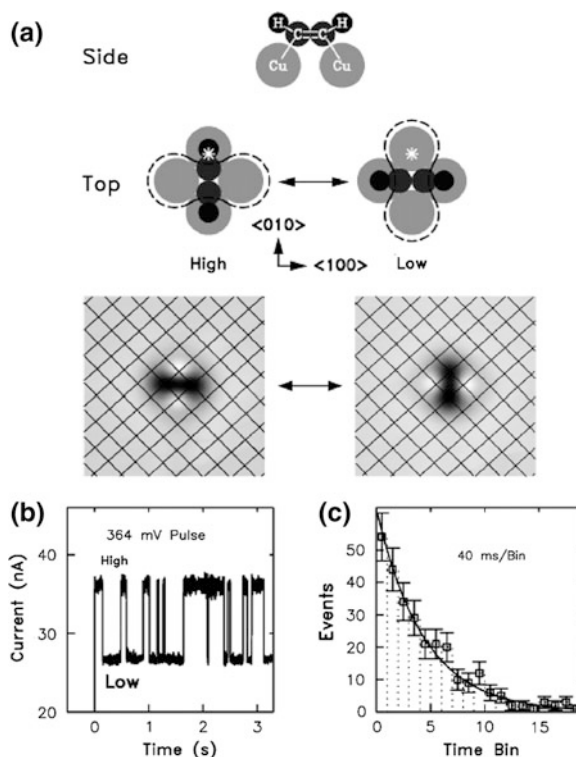 (a)
Side
H H
C C
Cu Cu
Top
*
*
<010>
<100>
High
Low
(b)
364 mV Pulse
High
Low
Current (nA)
40
30
20
0 1 2 3
Time (s)
(c)
40 ms/Bin
Events
50
40
30
20
10
0
0 5 10 15
Time Bin